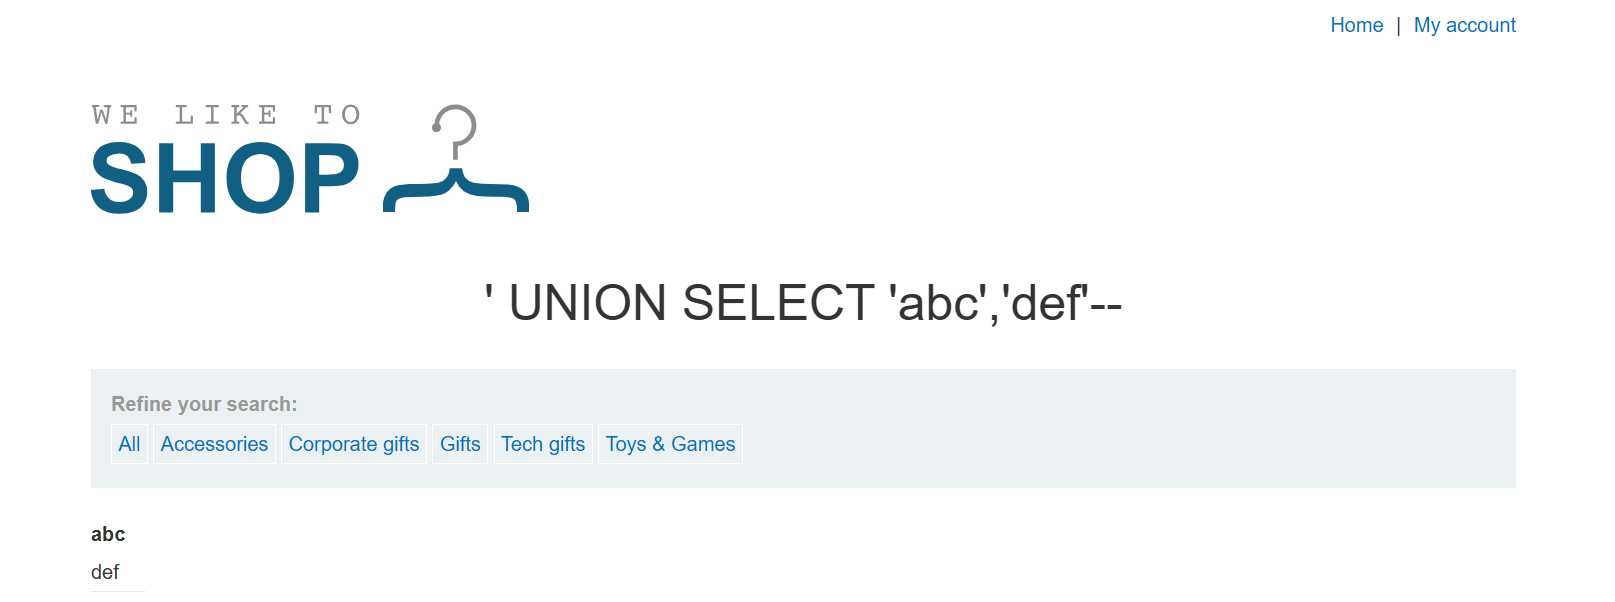 Home | My account
WE LIKE TO
SHOP
' UNION SELECT 'abc','def'--
Refine your search:
All Accessories Corporate gifts Gifts Tech gifts Toys & Games
abc
def